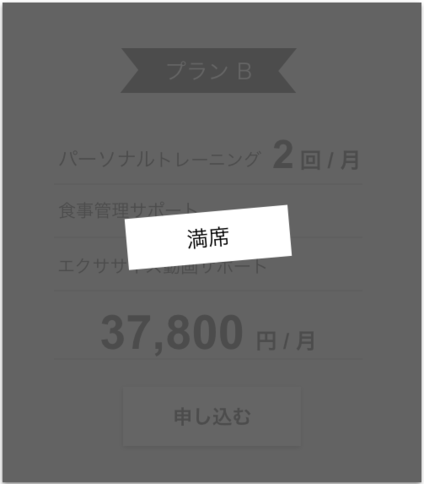 プラン B
パーソナルトレーニング 2 回 / 月
食事管理サポート
満席
エクササイズ動画サポート
37,800 円 / 月
申し込む